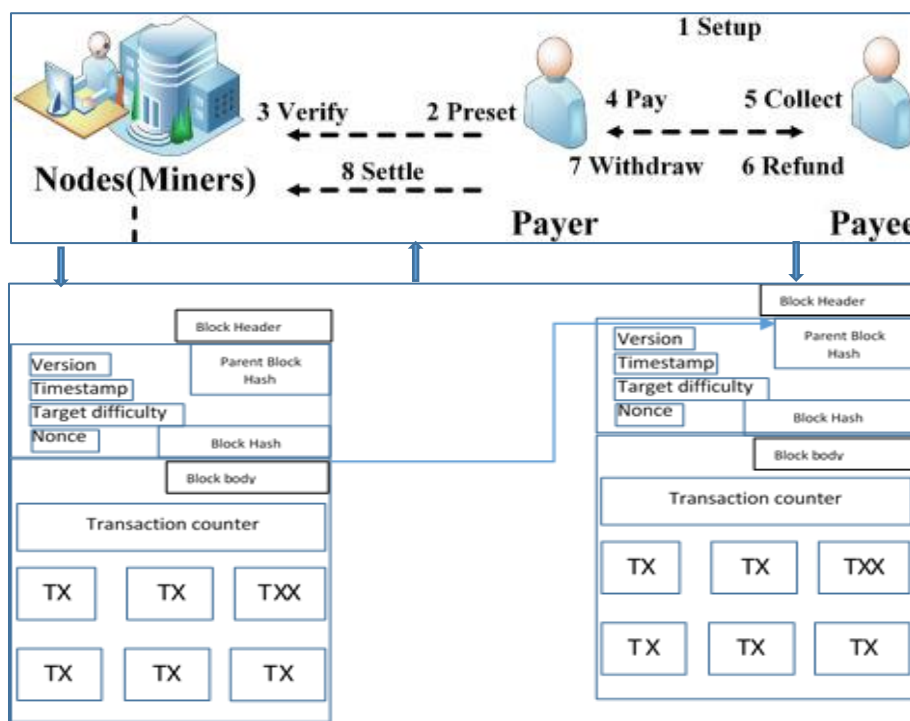 1 Setup
3 Verify
2 Preset
4 Pay
5 Collect
Nodes(Miners)
8 Settle
7 Withdraw
6 Refund
Payer
Payee
Block Header
Version
Parent Block
Hash
Timestamp
Target difficulty
Nonce
Block Hash
Block body
Transaction counter
TX
TX
TXX
TX
TX
TX
Block Header
Version
Parent Block
Hash
Timestamp
Target difficulty
Nonce
Block Hash
Block body
Transaction counter
TX
TX
TXX
TX
TX
TX